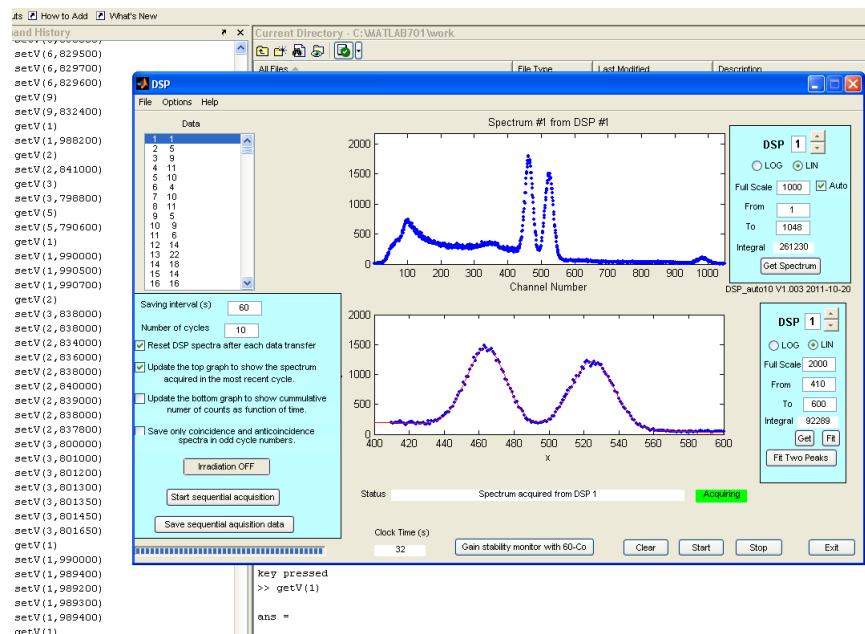 uts How to Add What's New
and History
Current Directory - C:\MATLAB701\work
All Files File Type Last Modified Description
setV(6,829500)
setV(6,829700)
setV(6,829600)
getV(9)
setV(9,832400)
getV(1)
setV(1,988200)
getV(2)
setV(2,841000)
getV(3)
setV(3,798800)
getV(5)
setV(5,790600)
getV(1)
setV(1,990000)
setV(1,990500)
setV(1,990700)
getV(2)
setV(3,838000)
setV(2,838000)
setV(2,834000)
setV(2,836000)
setV(2,838000)
setV(2,840000)
setV(2,839000)
setV(2,838000)
setV(2,837800)
setV(3,800000)
setV(3,801000)
setV(3,801200)
setV(3,801300)
setV(3,801350)
setV(3,801450)
setV(3,801650)
getV(1)
setV(1,990000)
setV(1,989400)
setV(1,989200)
setV(1,989300)
setV(1,989400)
getV(1)
DSP
File Options Help
Data
1 1
2 5
3 9
4 11
5 10
6 4
7 10
8 11
9 5
10 9
11 6
12 14
13 22
14 18
15 14
16 16
Saving interval (s) 60
Number of cycles 10
Reset DSP spectra after each data transfer
Update the top graph to show the spectrum
acquired in the most recent cycle.
Update the bottom graph to show cummulative
numer of counts as function of time.
Save only coincidence and anticoincidence
spectra in odd cycle numbers.
Irradiation OFF
Start sequential acquisition
Save sequential aquisition data
Spectrum #1 from DSP #1
2000
1500
1000
500
0
100 200 300 400 500 600 700 800 900 1000
Channel Number
2000
1500
1000
500
0
400 420 440 460 480 500 520 540 560 580 600
x
DSP 1
LOG LIN
Full Scale 1000 Auto
From 1
To 1048
Integral 261230
Get Spectrum
DSP_auto10 V1.003 2011-10-20
DSP 1
LOG LIN
Full Scale 2000
From 410
To 600
Integral 92289
Get Fit
Fit Two Peaks
Status Spectrum acquired from DSP 1 Acquiring
Clock Time (s)
32
Gain stability monitor with 60-Co Clear Start Stop Exit
key pressed
>> getV(1)
ans =